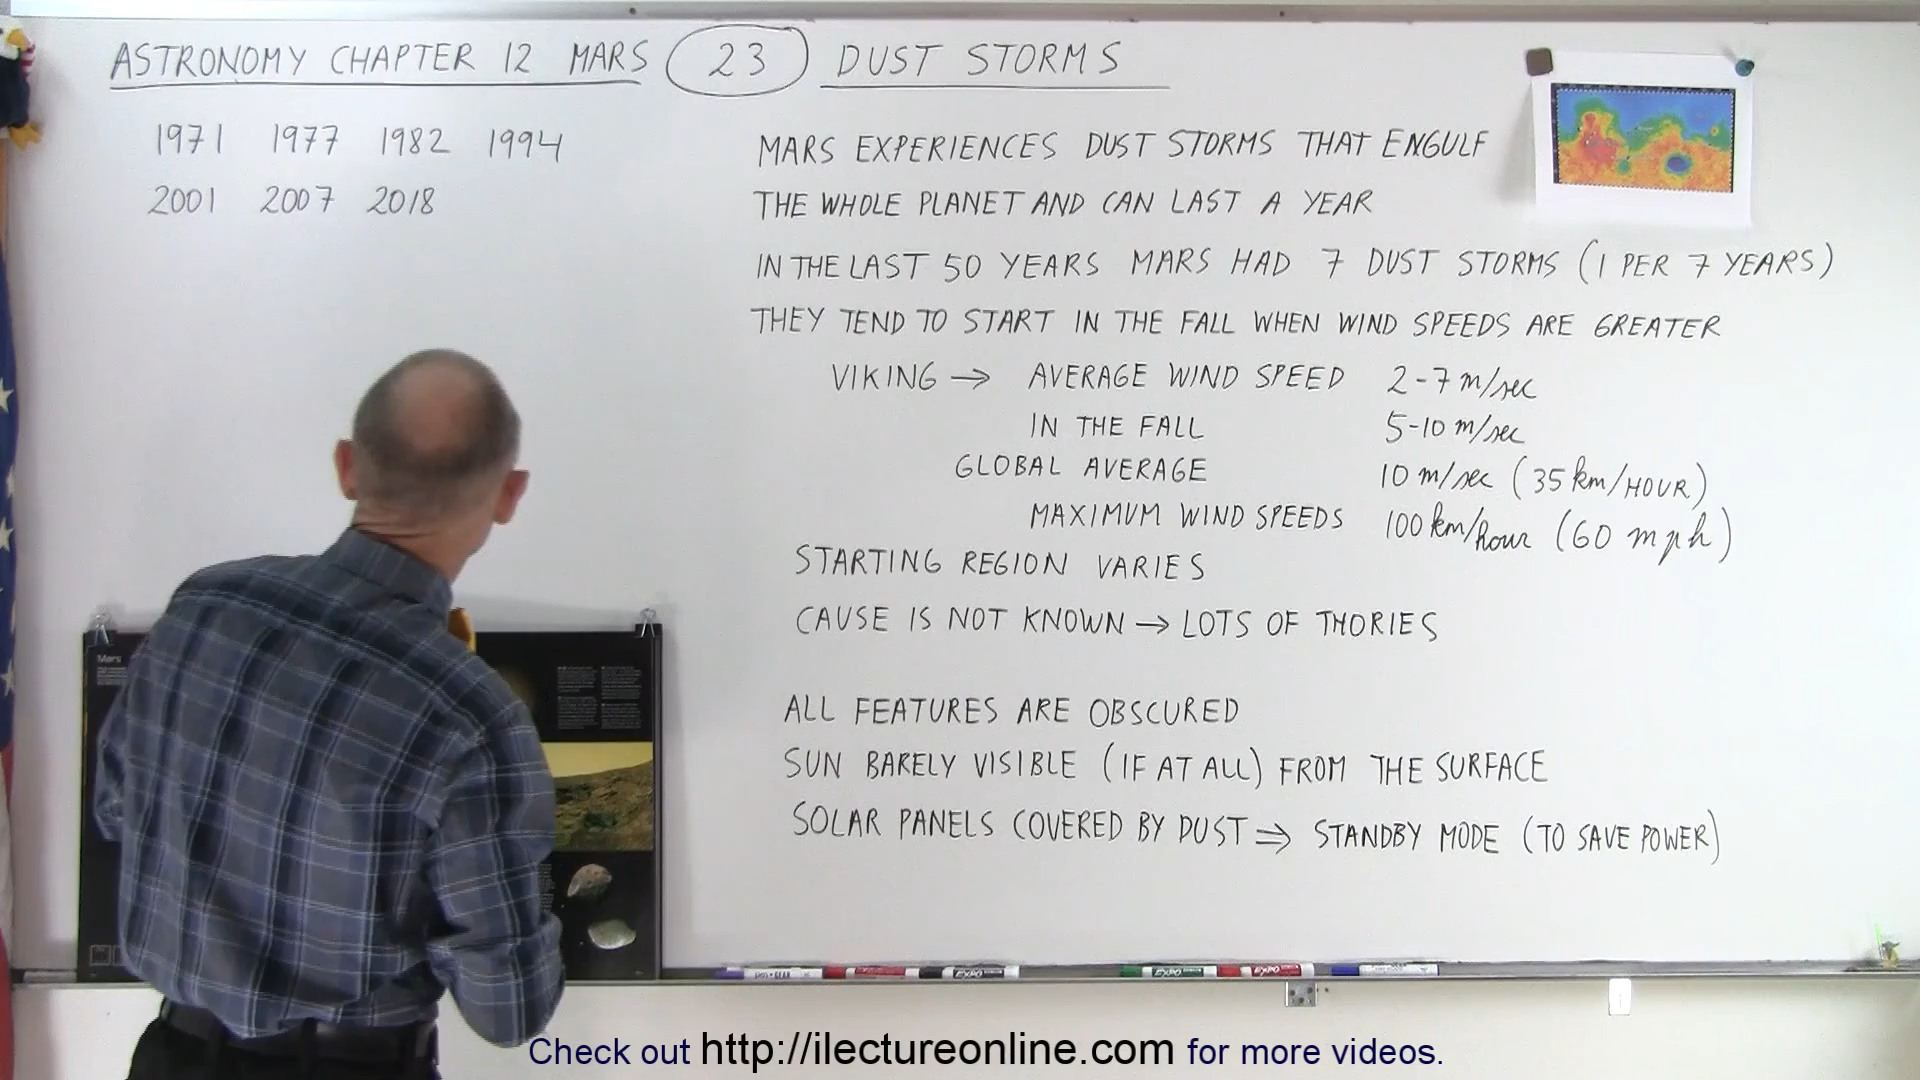 ASTRONOMY CHAPTER 12 MARS 23 DUST STORMS
1971 1977 1982 1994
2001 2007 2018
MARS EXPERIENCES DUST STORMS THAT ENGULF
THE WHOLE PLANET AND CAN LAST A YEAR
IN THE LAST 50 YEARS MARS HAD 7 DUST STORMS (1 PER 7 YEARS)
THEY TEND TO START IN THE FALL WHEN WIND SPEEDS ARE GREATER
VIKING → AVERAGE WIND SPEED 2-7 m/sec
IN THE FALL 5-10 m/sec
GLOBAL AVERAGE 10 m/sec (35 km/HOUR)
MAXIMUM WIND SPEEDS 100 km/hour (60 mph)
STARTING REGION VARIES
CAUSE IS NOT KNOWN → LOTS OF THORIES
ALL FEATURES ARE OBSCURED
SUN BARELY VISIBLE (IF AT ALL) FROM THE SURFACE
SOLAR PANELS COVERED BY DUST ⇒ STANDBY MODE (TO SAVE POWER)
Mars
EXPO
EXPO
EXPO
Check out http://ilectureonline.com for more videos.